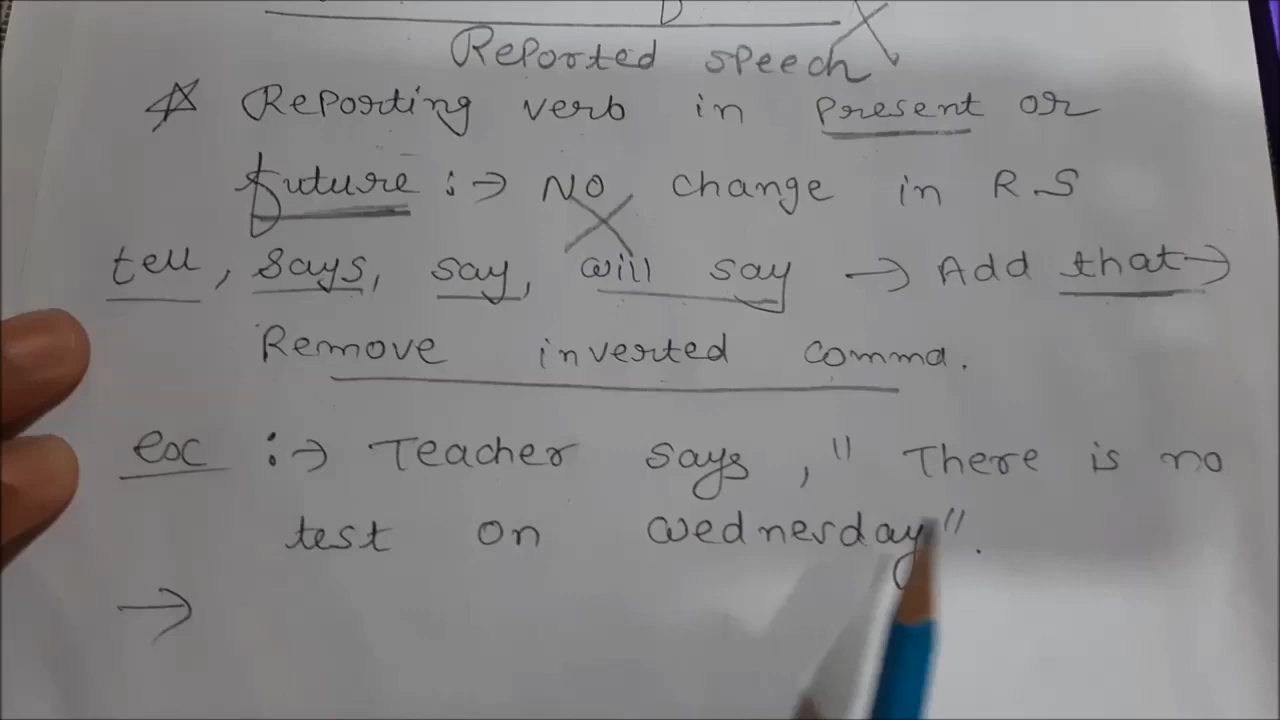 Reported speech
☆ Reporting verb in present or
future :→ No change in R S
tell, says, say, will say → Add that →
Remove inverted comma.
ex :→ Teacher says, " There is no
test on Wednesday".
→